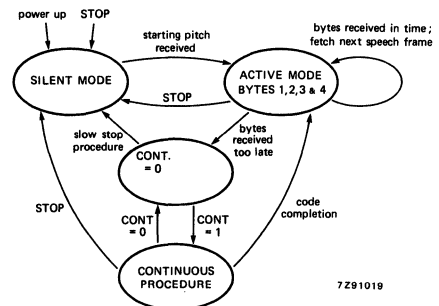 power up
STOP
starting pitch
received
bytes received in time;
fetch next speech frame
SILENT MODE
ACTIVE MODE
BYTES 1,2,3 & 4
STOP
slow stop
procedure
bytes
received
too late
CONT.
= 0
STOP
CONT
= 0
CONT
= 1
code
completion
CONTINUOUS
PROCEDURE
7Z91019